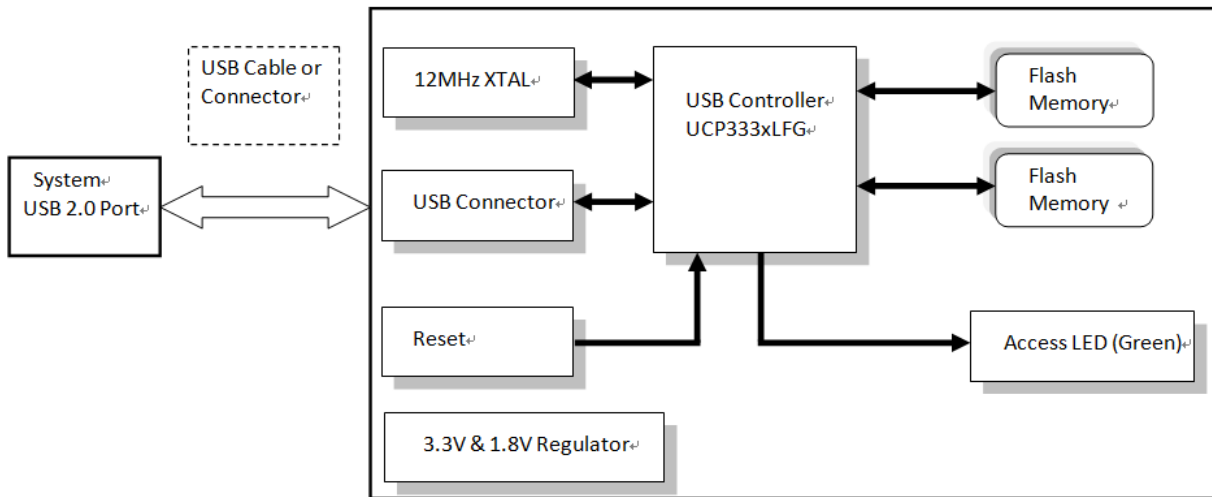 USB Cable or
Connector
System
USB 2.0 Port
12MHz XTAL
USB Connector
Reset
3.3V & 1.8V Regulator
USB Controller
UCP333xLFG
Flash
Memory
Flash
Memory
Access LED (Green)